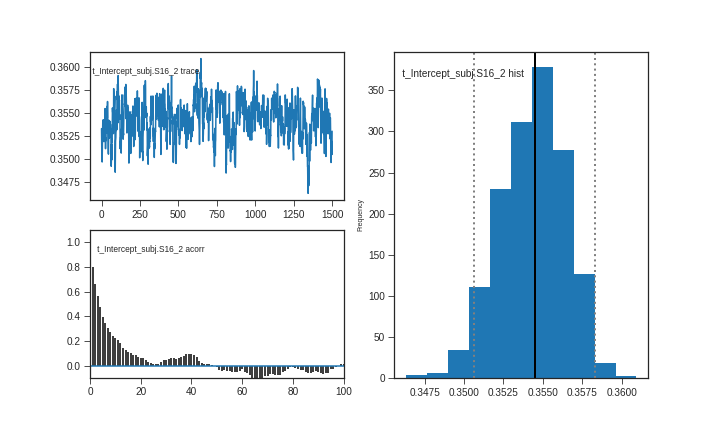 t_Intercept_subj.S16_2 trace
0.3600
0.3575
0.3550
0.3525
0.3500
0.3475
0 250 500 750 1000 1250 1500
t_Intercept_subj.S16_2 acorr
1.0
0.8
0.6
0.4
0.2
0.0
0 20 40 60 80 100
t_Intercept_subj.S16_2 hist
Frequency
350
300
250
200
150
100
50
0
0.3475 0.3500 0.3525 0.3550 0.3575 0.3600